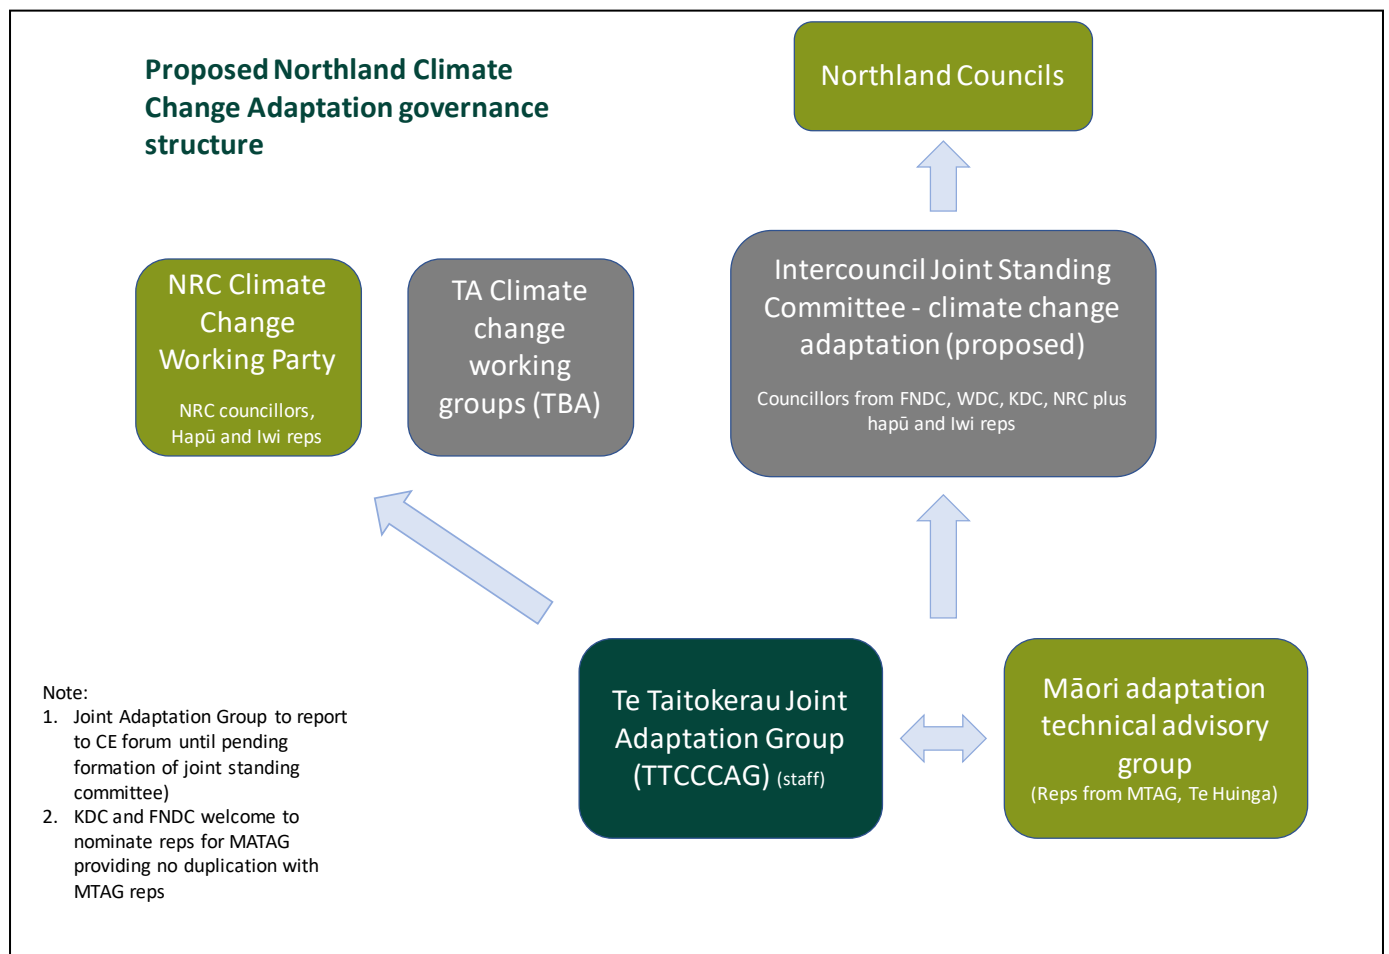 Proposed Northland Climate
Change Adaptation governance
structure
Northland Councils
NRC Climate
Change
Working Party
NRC councillors,
Hapū and Iwi reps
TA Climate
change
working
groups (TBA)
Intercouncil Joint Standing
Committee - climate change
adaptation (proposed)
Councillors from FNDC, WDC, KDC, NRC plus
hapū and Iwi reps
Te Taitokerau Joint
Adaptation Group
(TTCCCAG) (staff)
Māori adaptation
technical advisory
group
(Reps from MTAG, Te Huinga)
Note:
1. Joint Adaptation Group to report
to CE forum until pending
formation of joint standing
committee)
2. KDC and FNDC welcome to
nominate reps for MATAG
providing no duplication with
MTAG reps